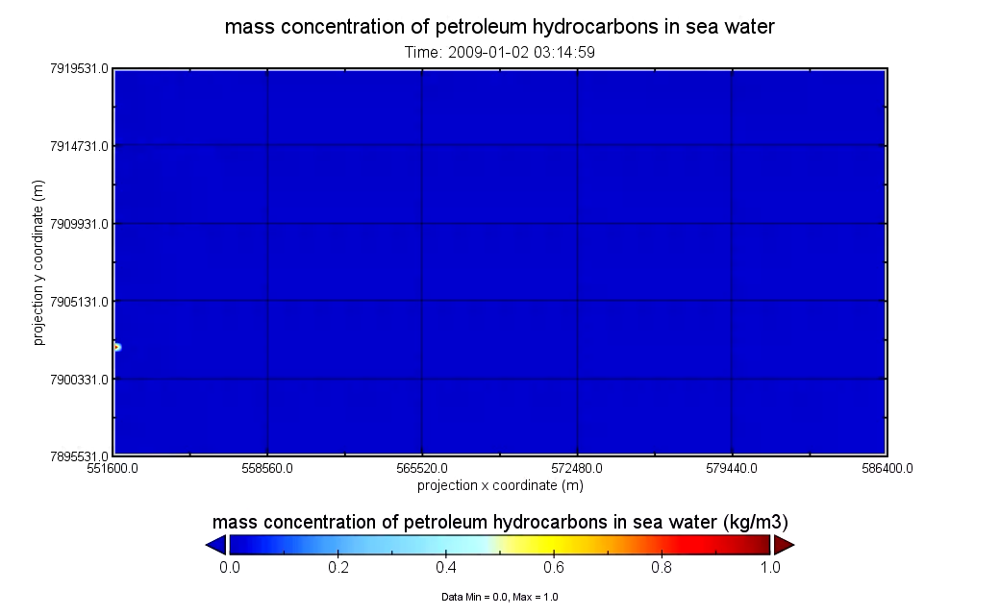 mass concentration of petroleum hydrocarbons in sea water
Time: 2009-01-02 03:14:59
7919531.0
7914731.0
7909931.0
7905131.0
7900331.0
7895531.0
projection y coordinate (m)
551600.0 558560.0 565520.0 572480.0 579440.0 586400.0
projection x coordinate (m)
mass concentration of petroleum hydrocarbons in sea water (kg/m3)
0.0 0.2 0.4 0.6 0.8 1.0
Data Min = 0.0, Max = 1.0